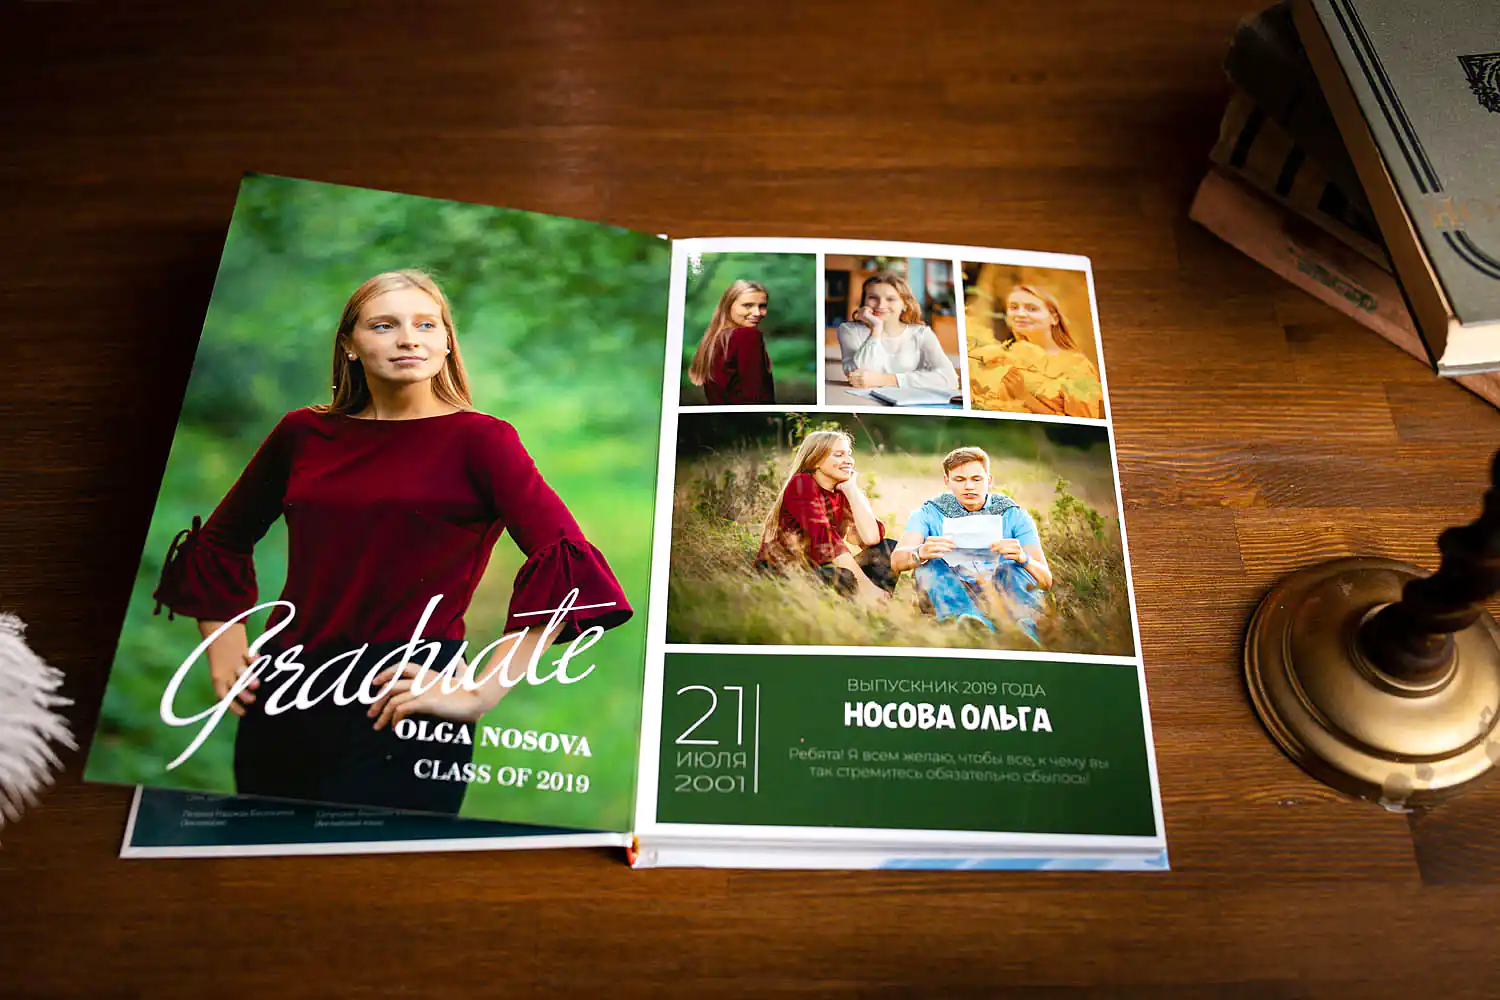 Graduate
OLGA NOSOVA
CLASS OF 2019
21
ИЮЛЯ
2001
ВЫПУСКНИК 2019 ГОДА
НОСОВА ОЛЬГА
Ребята! Я всем желаю, чтобы все, к чему вы
так стремитесь обязательно сбылось!